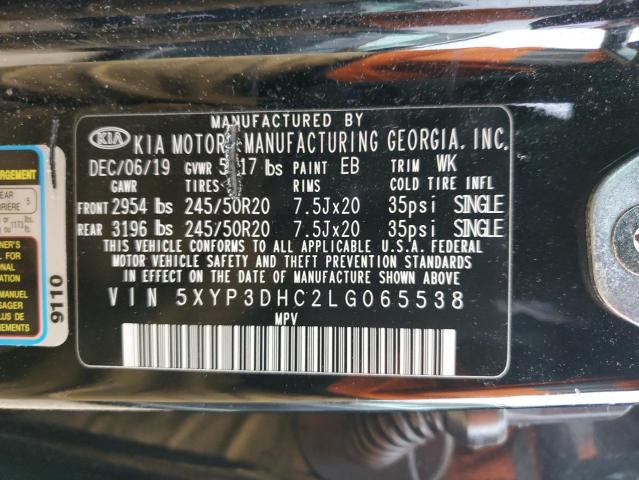 MANUFACTURED BY
KIA KIA MOTORS MANUFACTURING GEORGIA, INC.
DEC/06/19 GVWR lbs PAINT EB TRIM WK
GAWR TIRES RIMS COLD TIRE INFL
FRONT 2954 lbs 245/50R20 7.5Jx20 35psi SINGLE
REAR 3196 lbs 245/50R20 7.5Jx20 35psi SINGLE
THIS VEHICLE CONFORMS TO ALL APPLICABLE U.S.A. FEDERAL
MOTOR VEHICLE SAFETY AND THEFT PREVENTION STANDARDS
IN EFFECT ON THE DATE OF MANUFACTURE SHOWN ABOVE.
VIN 5XYP3DHC2LG065538
MPV
9110